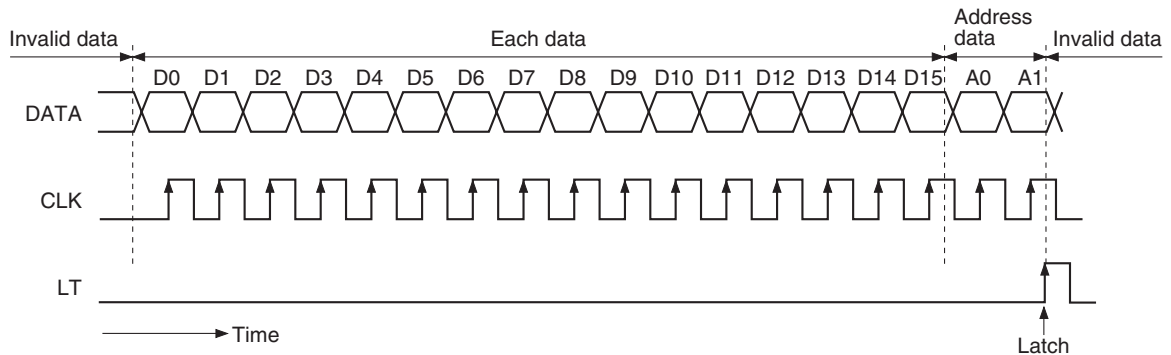 Invalid data
Each data
Address
data
Invalid data
D0 D1 D2 D3 D4 D5 D6 D7 D8 D9 D10 D11 D12 D13 D14 D15 A0 A1
DATA
CLK
LT
Time
Latch